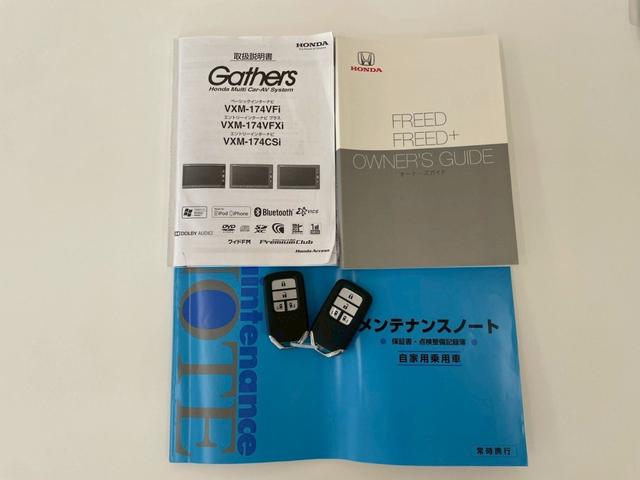 取扱説明書
HONDA
Gathers
Honda Multi Car-AV System
ベーシックインターナビ
VXM-174VFi
エントリーインターナビ プラス
VXM-174VFXi
エントリーインターナビ
VXM-174CSi
iPod iPhone
Bluetooth
VICS
DOLBY AUDIO
DVD
ワイドFM
PremiumClub
Honda Access
HONDA
FREED
FREED+
OWNER'S GUIDE
オーナーズガイド
Maintenance
NOTE
メンテナンスノート
保証書・点検整備記録簿
自家用乗用車
常時携行